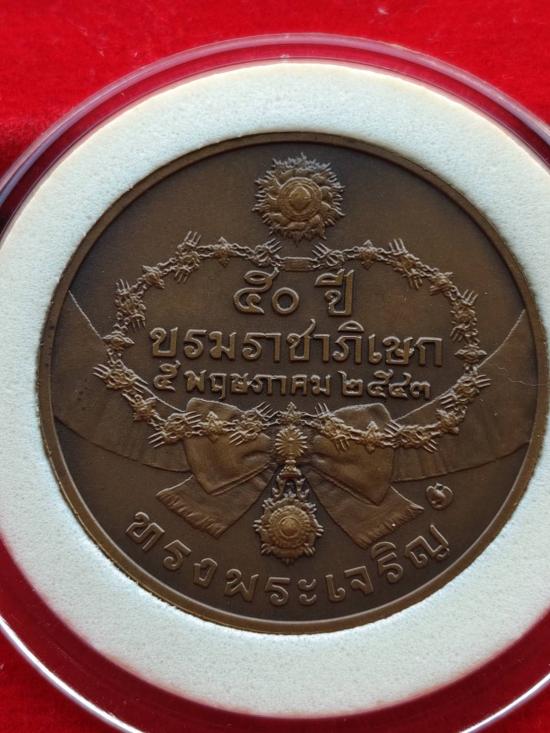 ๕๐ ปี
บรมราชาภิเษก
๕ พฤษภาคม ๒๕๔๓
ทรงพระเจริญ